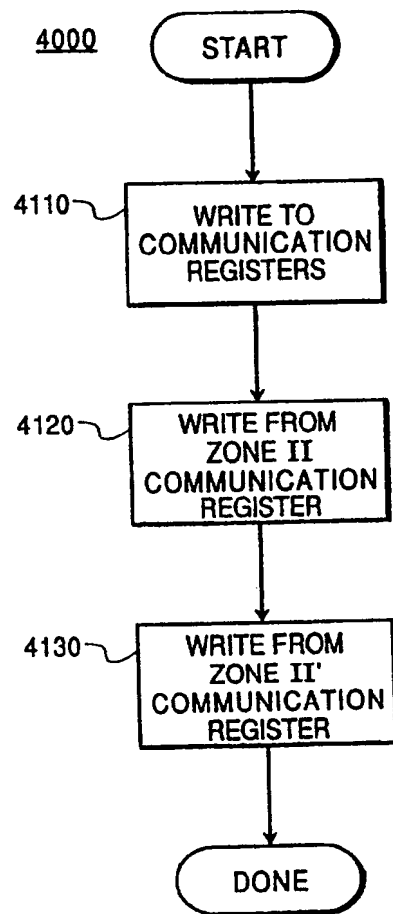 4000
START
4110
WRITE TO
COMMUNICATION
REGISTERS
4120
WRITE FROM
ZONE II
COMMUNICATION
REGISTER
4130
WRITE FROM
ZONE II'
COMMUNICATION
REGISTER
DONE